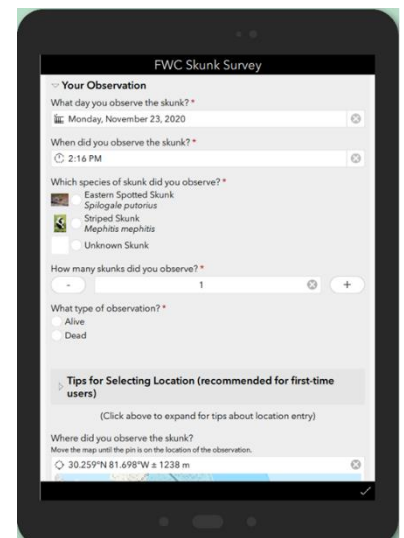 FWC Skunk Survey
Your Observation
What day you observe the skunk? *
Monday, November 23, 2020
When did you observe the skunk? *
2:16 PM
Which species of skunk did you observe? *
Eastern Spotted Skunk
Spilogale putorius
Striped Skunk
Mephitis mephitis
Unknown Skunk
How many skunks did you observe? *
- 1 +
What type of observation? *
Alive
Dead
Tips for Selecting Location (recommended for first-time
users)
(Click above to expand for tips about location entry)
Where did you observe the skunk?
Move the map until the pin is on the location of the observation.
30.259°N 81.698°W ± 1238 m